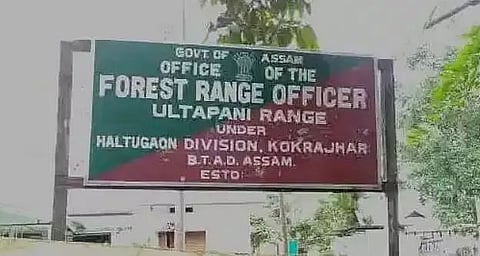 GOVT. OF ASSAM
OFFICE OF THE
FOREST RANGE OFFICER
ULTAPANI RANGE
UNDER
HALTUGAON DIVISION, KOKRAJHAR
B.T.A.D. ASSAM.
ESTD: